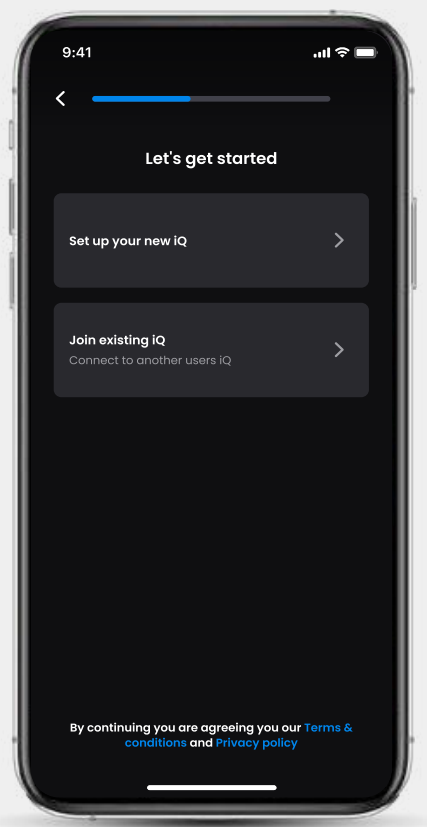 9:41
Let's get started
Set up your new iQ
Join existing iQ
Connect to another users iQ
By continuing you are agreeing you our Terms &
conditions and Privacy policy